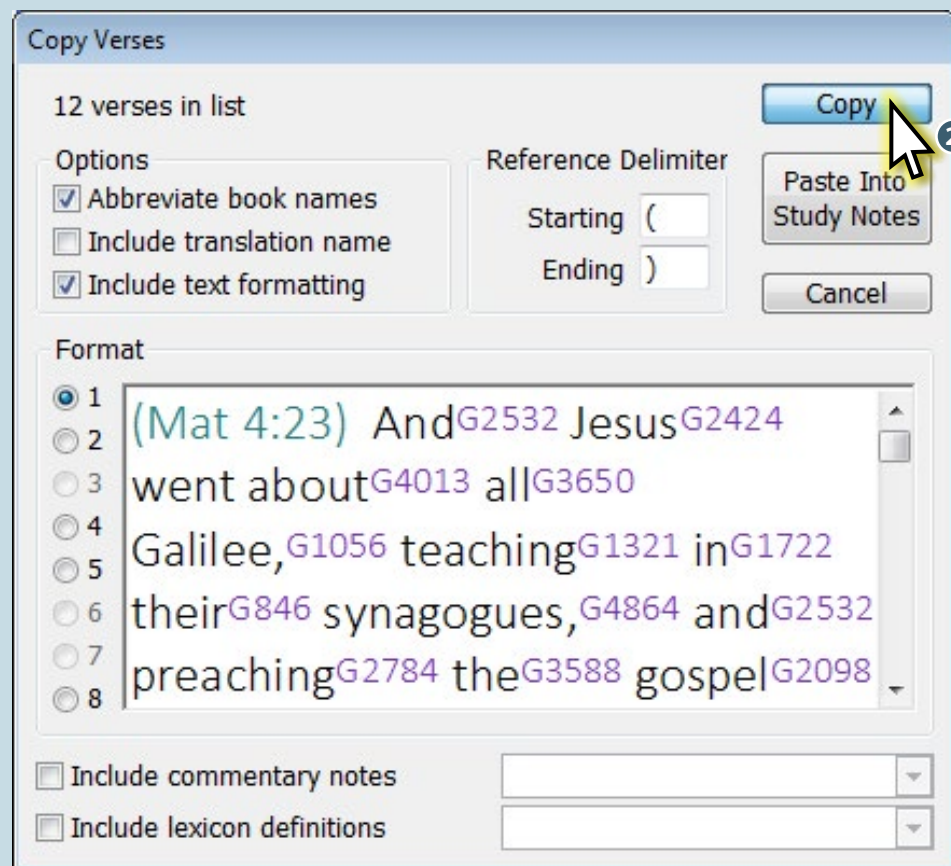 Copy Verses
12 verses in list
Copy
2
Options
Abbreviate book names
Include translation name
Include text formatting
Reference Delimiter
Starting (
Ending )
Paste Into
Study Notes
Cancel
Format
1
2
3
4
5
6
7
8
(Mat 4:23) AndG2532 JesusG2424
went aboutG4013 allG3650
Galilee,G1056 teachingG1321 inG1722
theirG846 synagogues,G4864 andG2532
preachingG2784 theG3588 gospelG2098
Include commentary notes
Include lexicon definitions